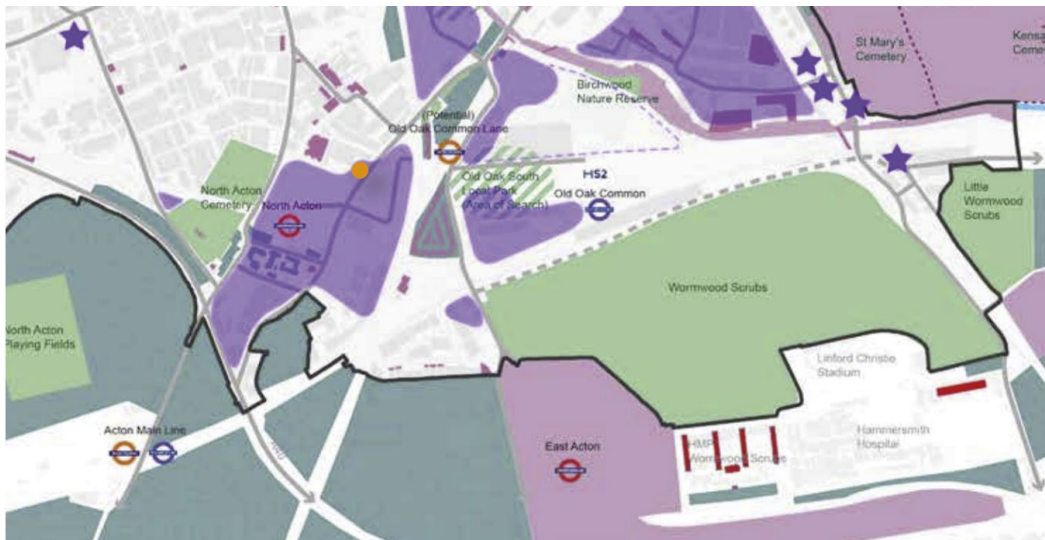 St Mary's
Cemetery
Birchwood
Nature Reserve
(Potential)
Old Oak Common Lane
HS2
Old Oak South
Local Park
(Area of Search)
Old Oak Common
North Acton
Cemetery
North Acton
Little
Wormwood
Scrubs
Wormwood Scrubs
North Acton
Playing Fields
Linford Christie
Stadium
Acton Main Line
East Acton
HMP
Wormwood Scrubs
Hammersmith
Hospital